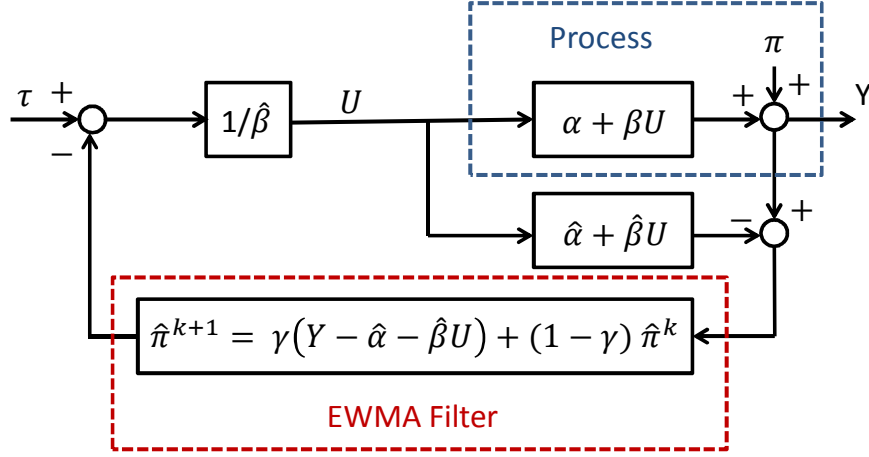 Process
π
τ + 1/β̂ U α + βU + + Y
−
α̂ + β̂U − +
π̂ᵏ⁺¹ = γ(Y − α̂ − β̂U) + (1 − γ) π̂ᵏ
EWMA Filter